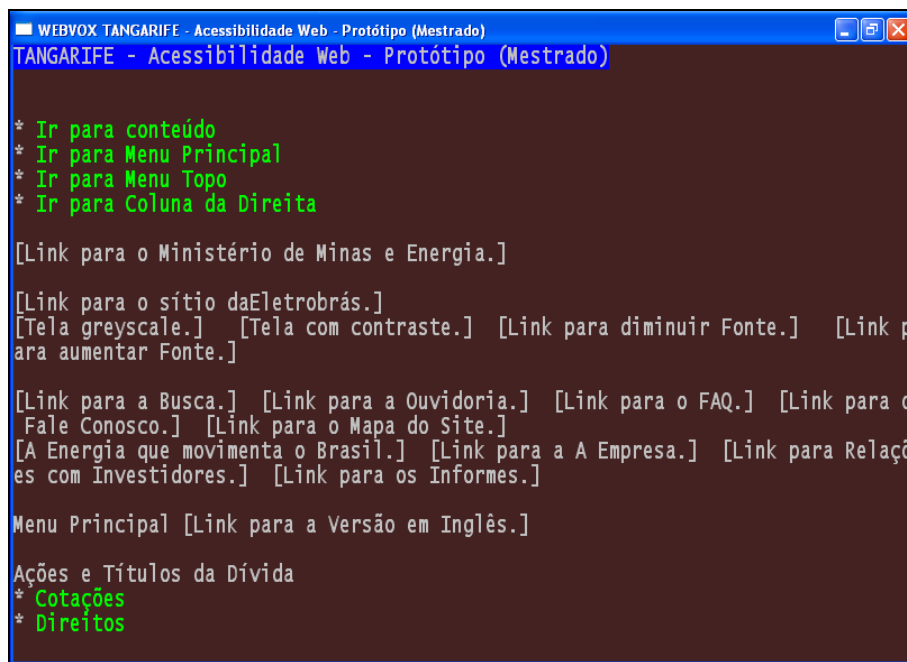 WEBVOX TANGARIFE - Acessibilidade Web - Protótipo (Mestrado)
TANGARIFE - Acessibilidade Web - Protótipo (Mestrado)
* Ir para conteúdo
* Ir para Menu Principal
* Ir para Menu Topo
* Ir para Coluna da Direita
[Link para o Ministério de Minas e Energia.]
[Link para o sítio daEletrobrás.]
[Tela greyscale.] [Tela com contraste.] [Link para diminuir Fonte.] [Link p
ara aumentar Fonte.]
[Link para a Busca.] [Link para a Ouvidoria.] [Link para o FAQ.] [Link para o
Fale Conosco.] [Link para o Mapa do Site.]
[A Energia que movimenta o Brasil.] [Link para a A Empresa.] [Link para Relaçõ
es com Investidores.] [Link para os Informes.]
Menu Principal [Link para a Versão em Inglês.]
Ações e Títulos da Dívida
* Cotações
* Direitos